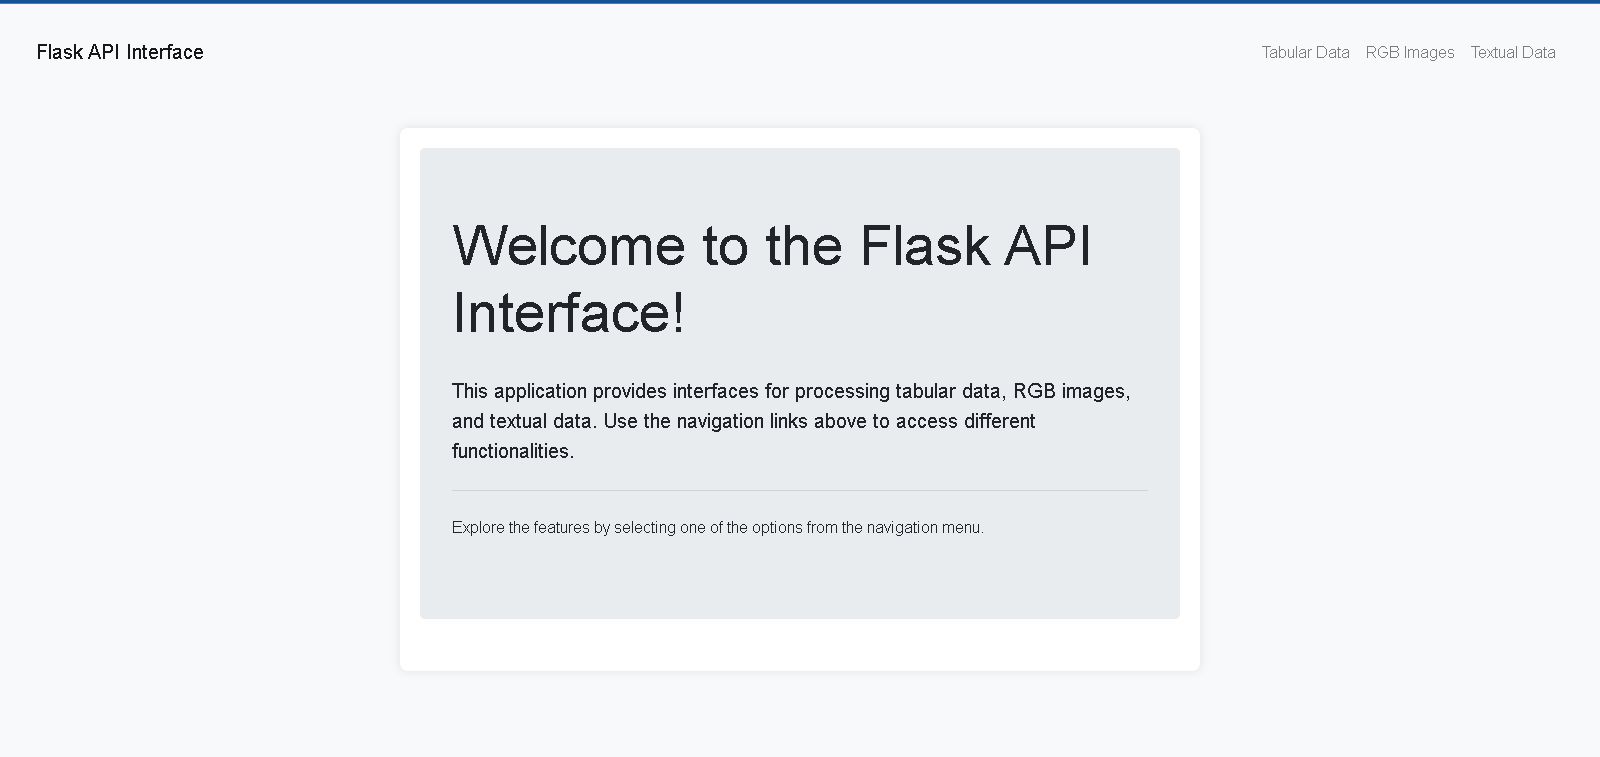 Flask API Interface
Tabular Data RGB Images Textual Data
Welcome to the Flask API
Interface!
This application provides interfaces for processing tabular data, RGB images,
and textual data. Use the navigation links above to access different
functionalities.
Explore the features by selecting one of the options from the navigation menu.